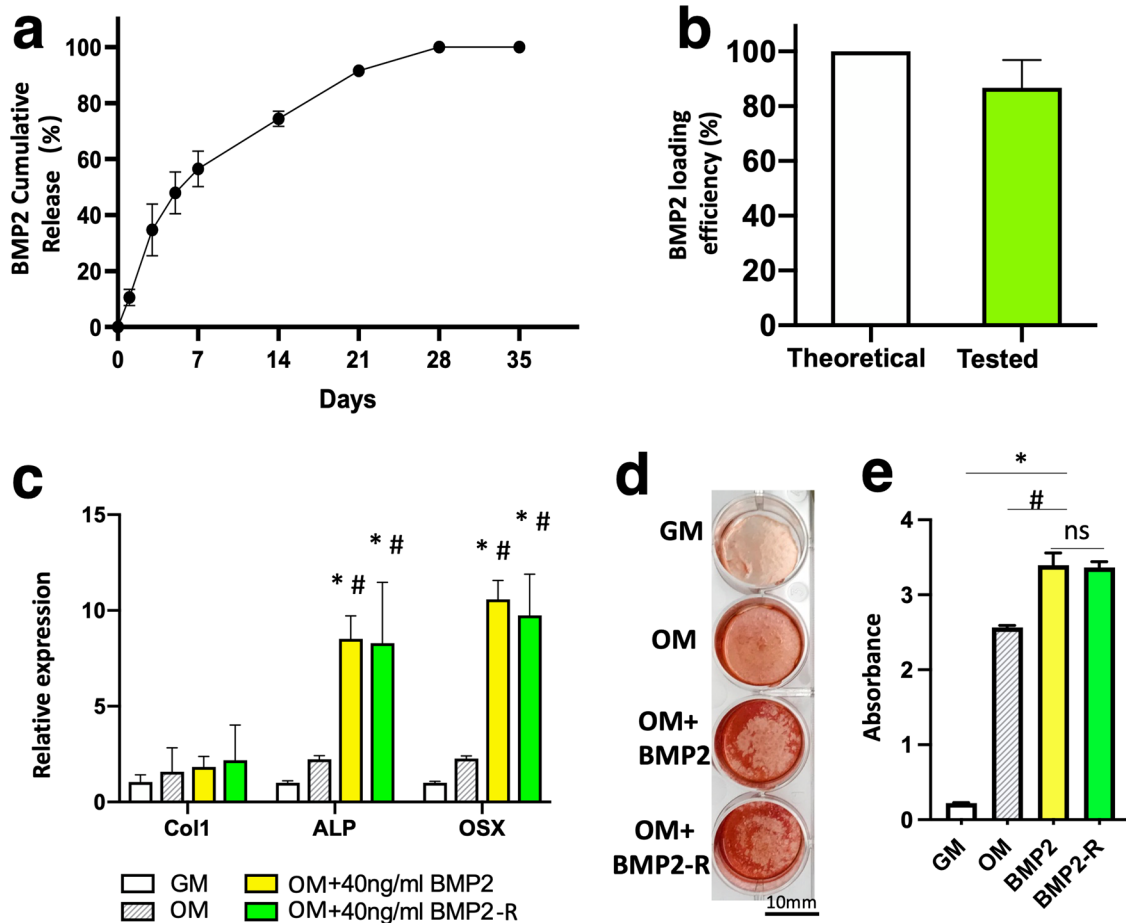 a
BMP2 Cumulative
Release (%)
100
80
60
40
20
0
0 7 14 21 28 35
Days
b
BMP2 loading
efficiency (%)
100
80
60
40
20
0
Theoretical Tested
c
Relative expression
15
10
5
0
* #
* #
* #
* #
Col1 ALP OSX
GM
OM
OM+40ng/ml BMP2
OM+40ng/ml BMP2-R
d
GM
OM
OM+
BMP2
OM+
BMP2-R
10mm
e
Absorbance
4
3
2
1
0
*
#
ns
GM OM BMP2 BMP2-R